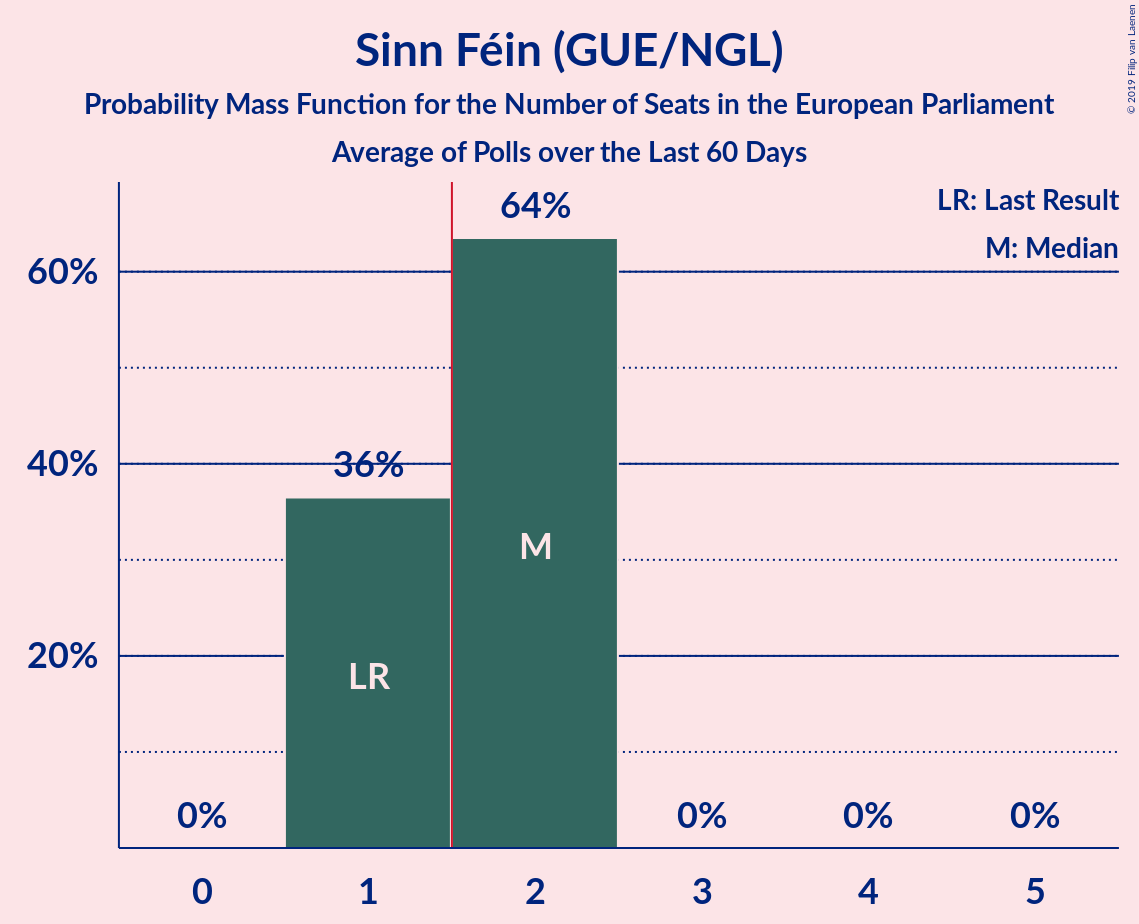 Sinn Féin (GUE/NGL)
Probability Mass Function for the Number of Seats in the European Parliament
Average of Polls over the Last 60 Days
© 2019 Filip van Laenen
LR: Last Result
M: Median
64%
60%
36%
40%
M
LR
20%
0%
0%
0%
0%
0
1
2
3
4
5